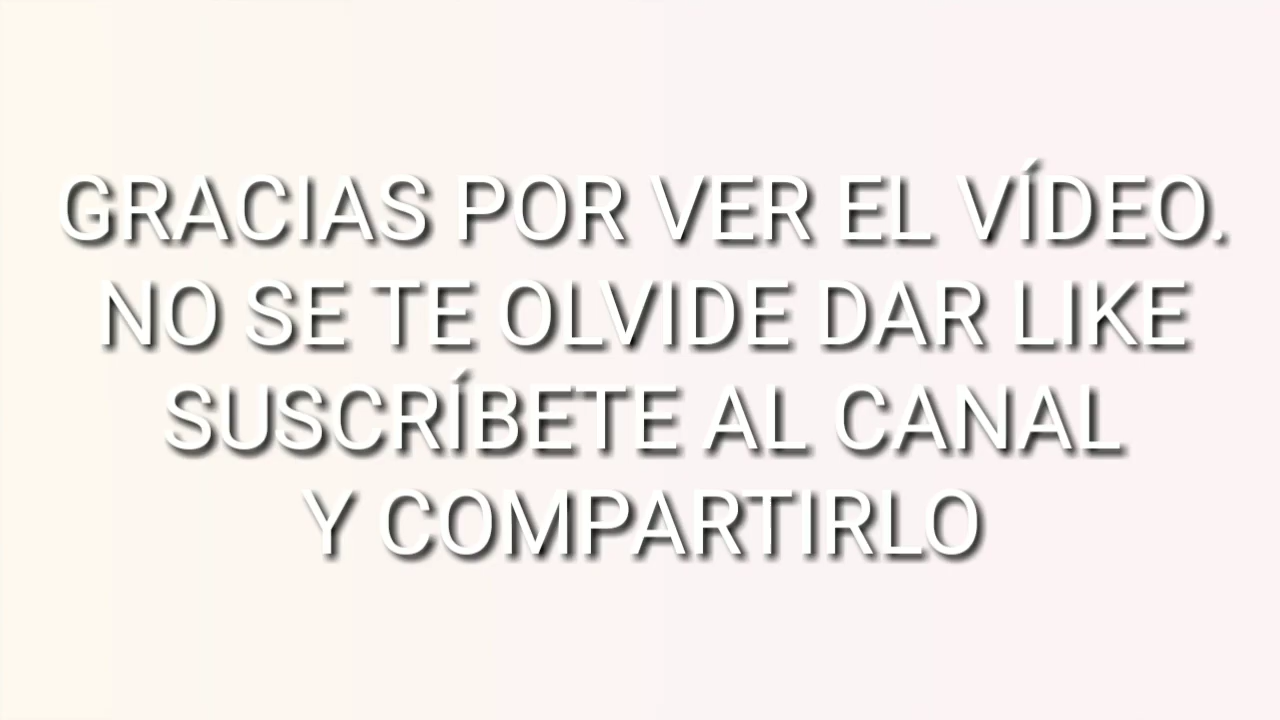 GRACIAS POR VER EL VÍDEO.
NO SE TE OLVIDE DAR LIKE
SUSCRÍBETE AL CANAL
Y COMPARTIRLO